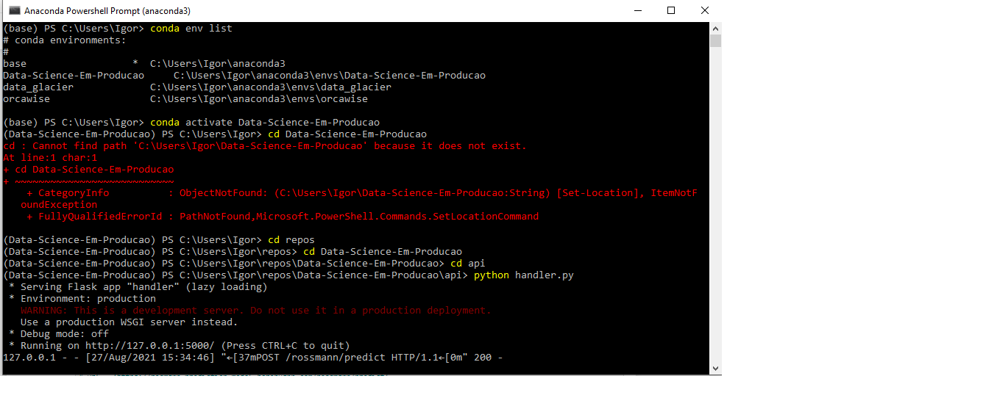 Anaconda Powershell Prompt (anaconda3)
(base) PS C:\Users\Igor> conda env list
# conda environments:
#
base                  *  C:\Users\Igor\anaconda3
Data-Science-Em-Producao     C:\Users\Igor\anaconda3\envs\Data-Science-Em-Producao
data_glacier             C:\Users\Igor\anaconda3\envs\data_glacier
orcawise                 C:\Users\Igor\anaconda3\envs\orcawise
(base) PS C:\Users\Igor> conda activate Data-Science-Em-Producao
(Data-Science-Em-Producao) PS C:\Users\Igor> cd Data-Science-Em-Producao
cd : Cannot find path 'C:\Users\Igor\Data-Science-Em-Producao' because it does not exist.
At line:1 char:1
+ cd Data-Science-Em-Producao
+ ~~~~~~~~~~~~~~~~~~~~~~~~~~~
    + CategoryInfo          : ObjectNotFound: (C:\Users\Igor\Data-Science-Em-Producao:String) [Set-Location], ItemNotF
   oundException
    + FullyQualifiedErrorId : PathNotFound,Microsoft.PowerShell.Commands.SetLocationCommand
(Data-Science-Em-Producao) PS C:\Users\Igor> cd repos
(Data-Science-Em-Producao) PS C:\Users\Igor\repos> cd Data-Science-Em-Producao
(Data-Science-Em-Producao) PS C:\Users\Igor\repos\Data-Science-Em-Producao> cd api
(Data-Science-Em-Producao) PS C:\Users\Igor\repos\Data-Science-Em-Producao\api> python handler.py
 * Serving Flask app "handler" (lazy loading)
 * Environment: production
   WARNING: This is a development server. Do not use it in a production deployment.
   Use a production WSGI server instead.
 * Debug mode: off
 * Running on http://127.0.0.1:5000/ (Press CTRL+C to quit)
127.0.0.1 - - [27/Aug/2021 15:34:46] "←[37mPOST /rossmann/predict HTTP/1.1←[0m" 200 -